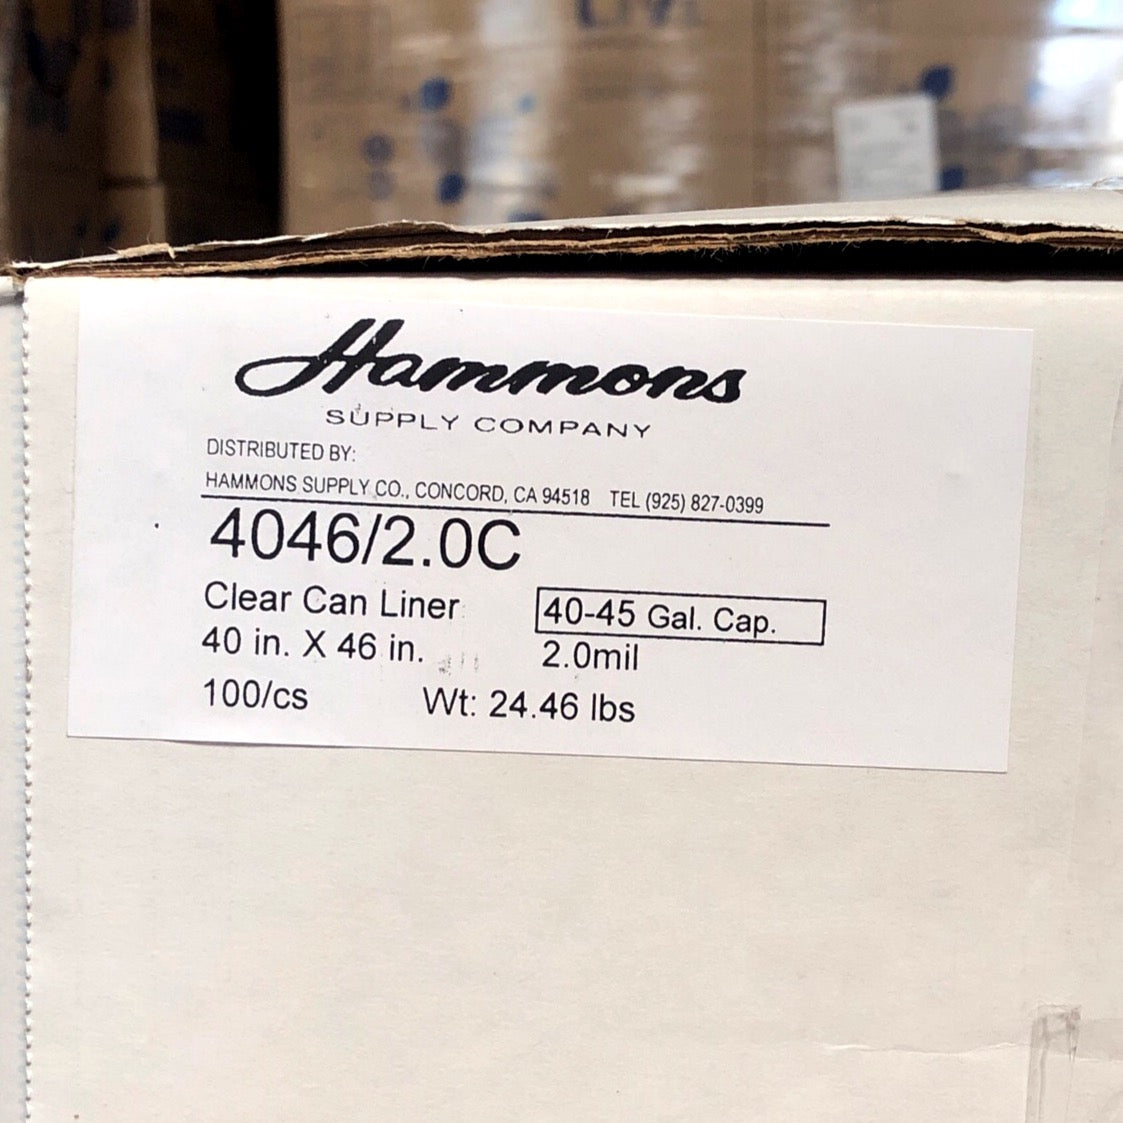 Hammons
SUPPLY COMPANY
DISTRIBUTED BY:
HAMMONS SUPPLY CO., CONCORD, CA 94518 TEL (925) 827-0399
4046/2.0C
Clear Can Liner 40-45 Gal. Cap.
40 in. X 46 in. 2.0mil
100/cs Wt: 24.46 lbs